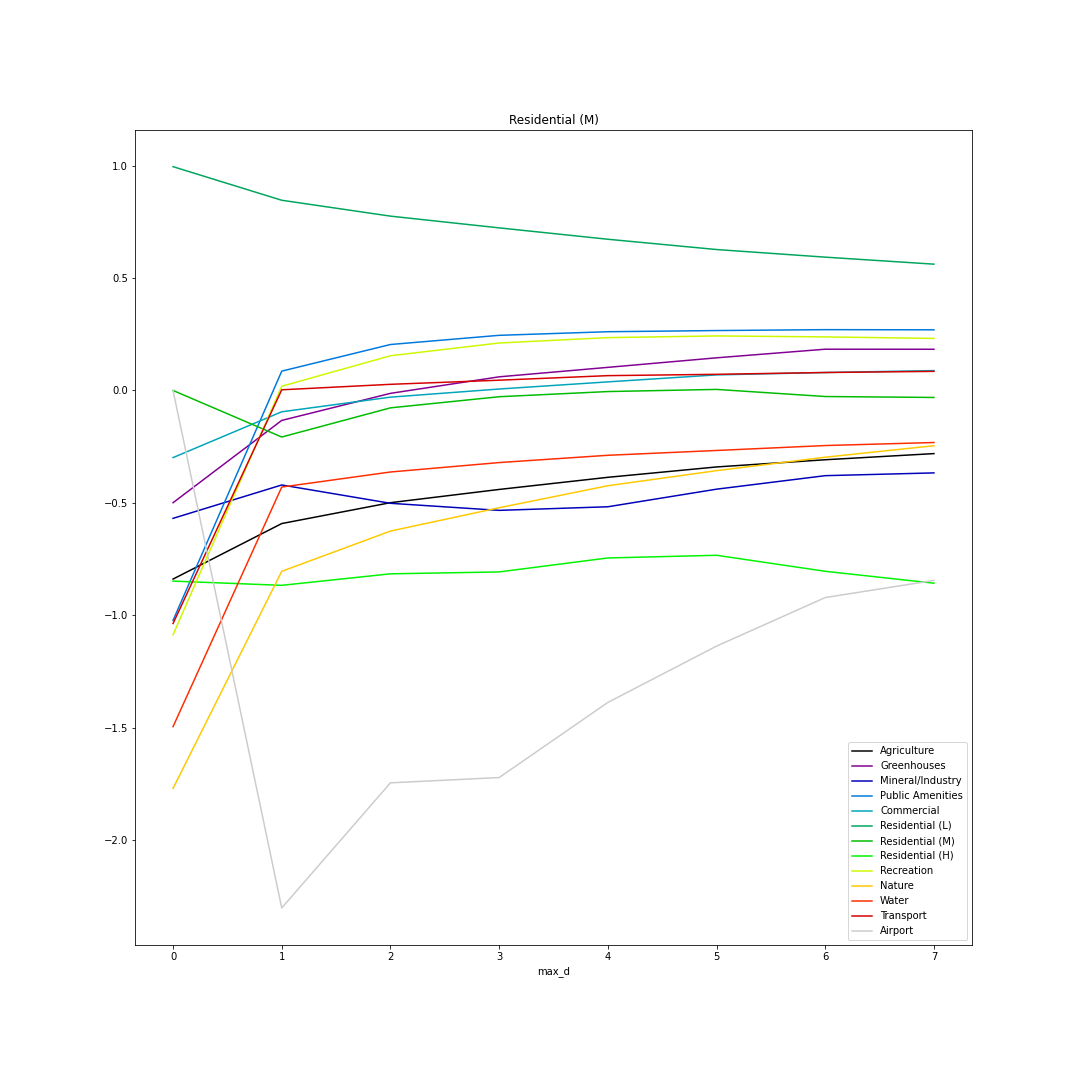 Residential (M)
1.0
0.5
0.0
−0.5
−1.0
−1.5
−2.0
0 1 2 3 4 5 6 7
max_d
Agriculture
Greenhouses
Mineral/Industry
Public Amenities
Commercial
Residential (L)
Residential (M)
Residential (H)
Recreation
Nature
Water
Transport
Airport